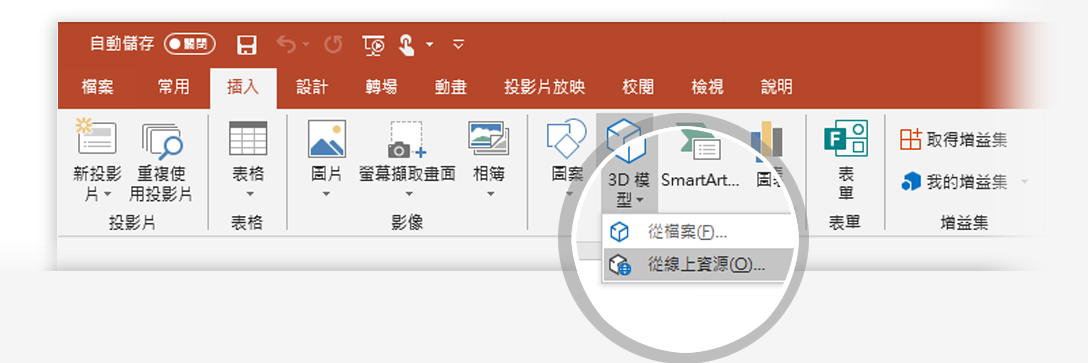 自動儲存 關閉
檔案 常用 插入 設計 轉場 動畫 投影片放映 校閱 檢視 說明
新投影
片
重複使
用投影片
投影片
表格
表格
圖片 螢幕擷取畫面 相簿
影像
圖案
3D 模
型
SmartArt...
圖表
表
單
表單
取得增益集
我的增益集
增益集
從檔案(F)...
從線上資源(O)...